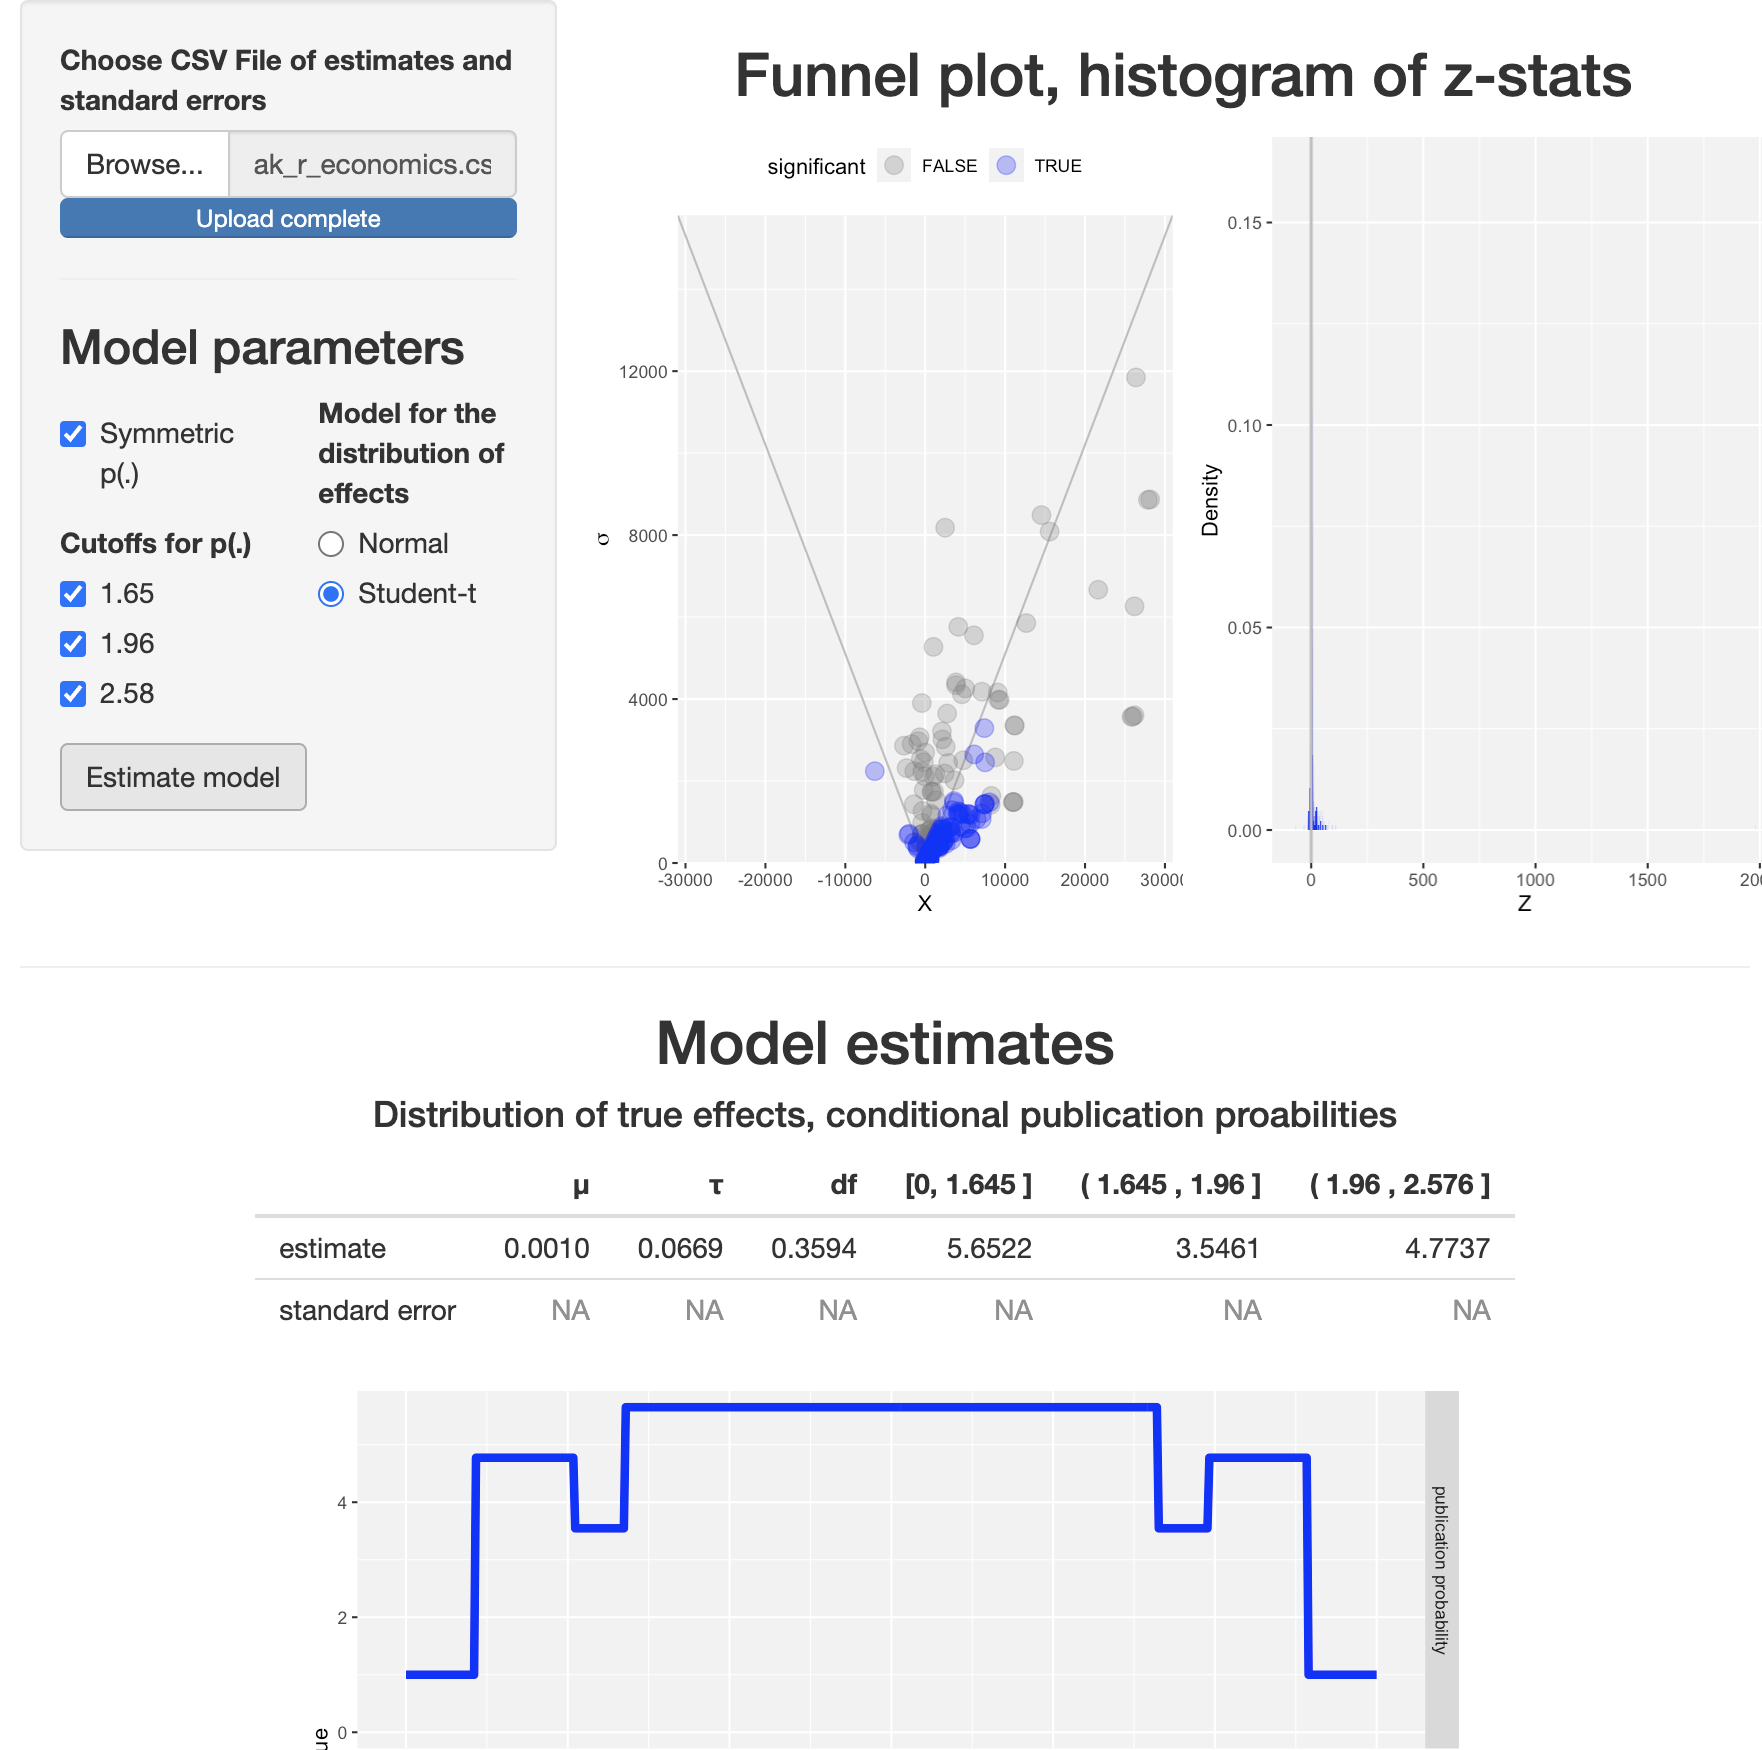 Choose CSV File of estimates and
standard errors
Browse...
ak_r_economics.cs
Upload complete
Model parameters
Symmetric
p(.)
Cutoffs for p(.)
1.65
1.96
2.58
Model for the
distribution of
effects
Normal
Student-t
Estimate model
Funnel plot, histogram of z-stats
significant FALSE TRUE
12000
8000
4000
0
σ
-30000 -20000 -10000 0 10000 20000 3000
X
0.15
0.10
0.05
0.00
Density
0 500 1000 1500 20
Z
Model estimates
Distribution of true effects, conditional publication proabilities
μ τ df [0, 1.645 ] ( 1.645 , 1.96 ] ( 1.96 , 2.576 ]
estimate 0.0010 0.0669 0.3594 5.6522 3.5461 4.7737
standard error NA NA NA NA NA NA
4
2
0
ue
publication probability